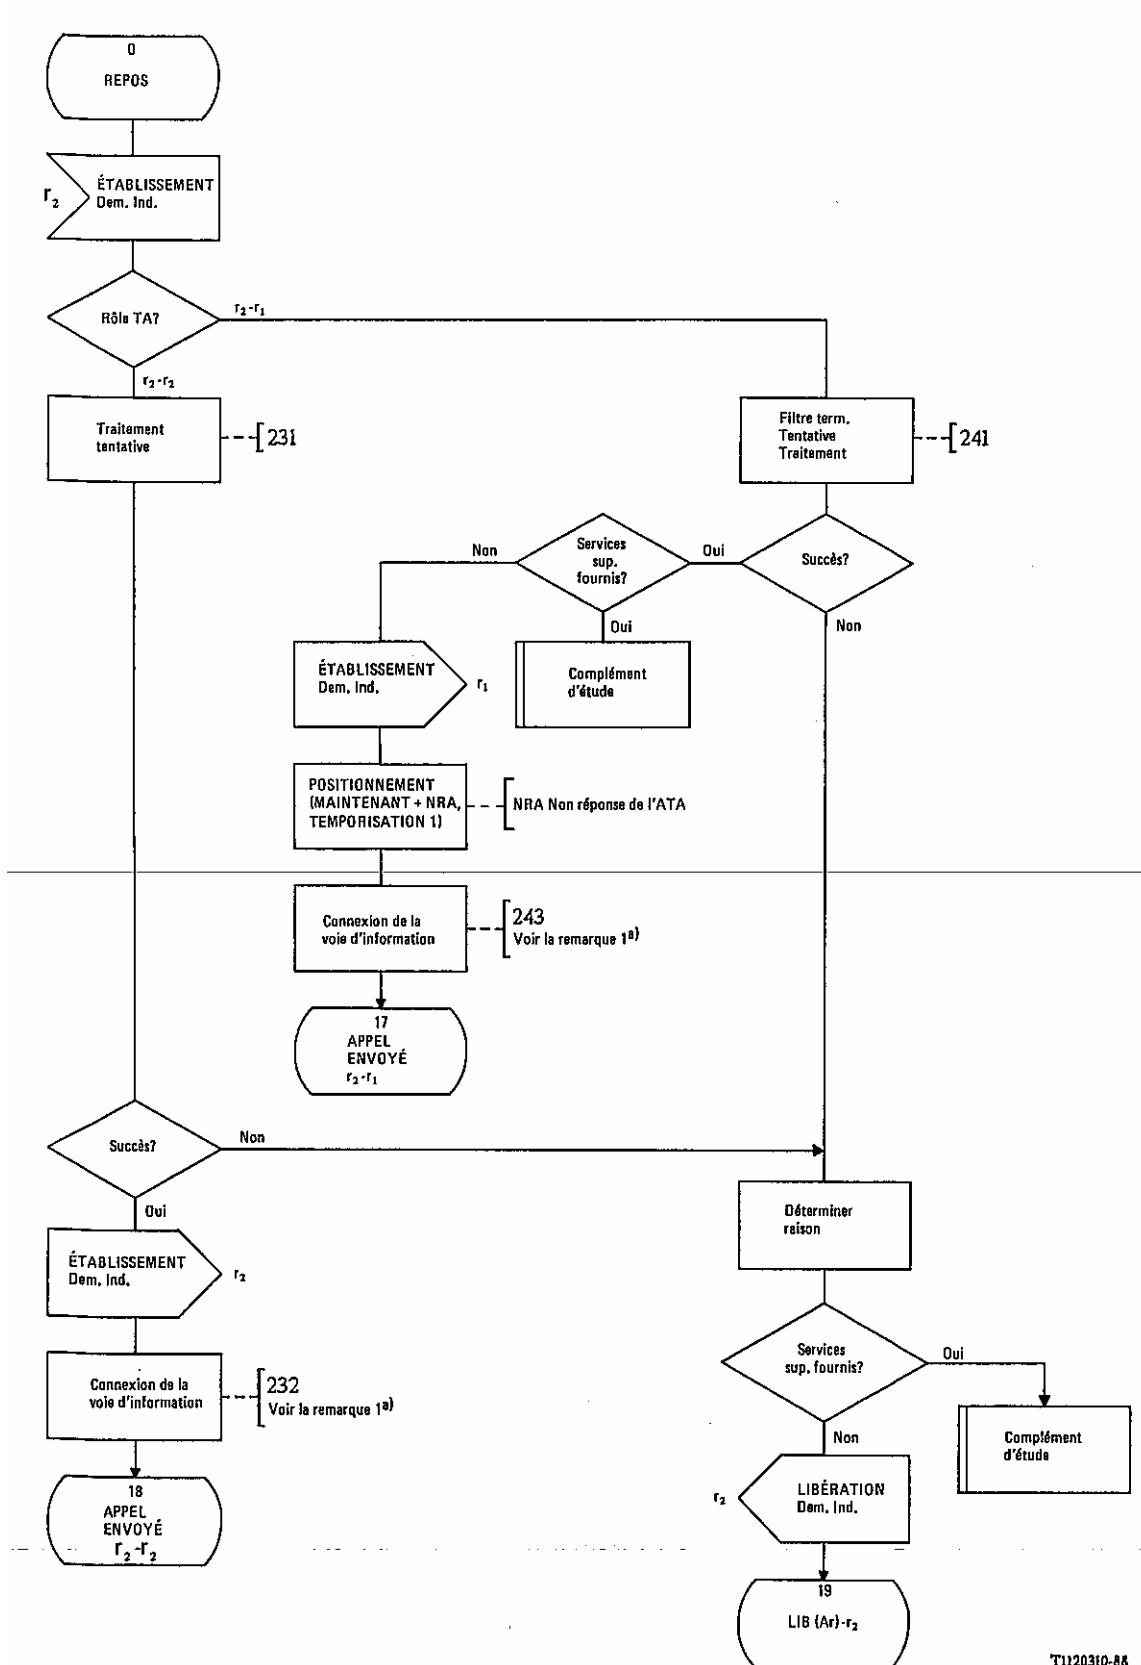 0
REPOS
r₂
ÉTABLISSEMENT
Dem. Ind.
Rôle TA?
r₂-r₁
r₂-r₂
Traitement
tentative
231
Filtre term.
Tentative
Traitement
241
Succès?
Oui
Non
Services
sup.
fournis?
Non
Oui
Complément
d'étude
ÉTABLISSEMENT
Dem. Ind.
r₁
POSITIONNEMENT
(MAINTENANT + NRA,
TEMPORISATION 1)
NRA Non réponse de l'ATA
Connexion de la
voie d'information
243
Voir la remarque 1a)
17
APPEL
ENVOYÉ
r₂-r₁
Succès?
Non
Oui
ÉTABLISSEMENT
Dem. Ind.
r₂
Connexion de la
voie d'information
232
Voir la remarque 1a)
18
APPEL
ENVOYÉ
r₂-r₂
Déterminer
raison
Services
sup. fournis?
Oui
Non
Complément
d'étude
r₂
LIBÉRATION
Dem. Ind.
19
LIB (Ar)-r₂
T1120310-88